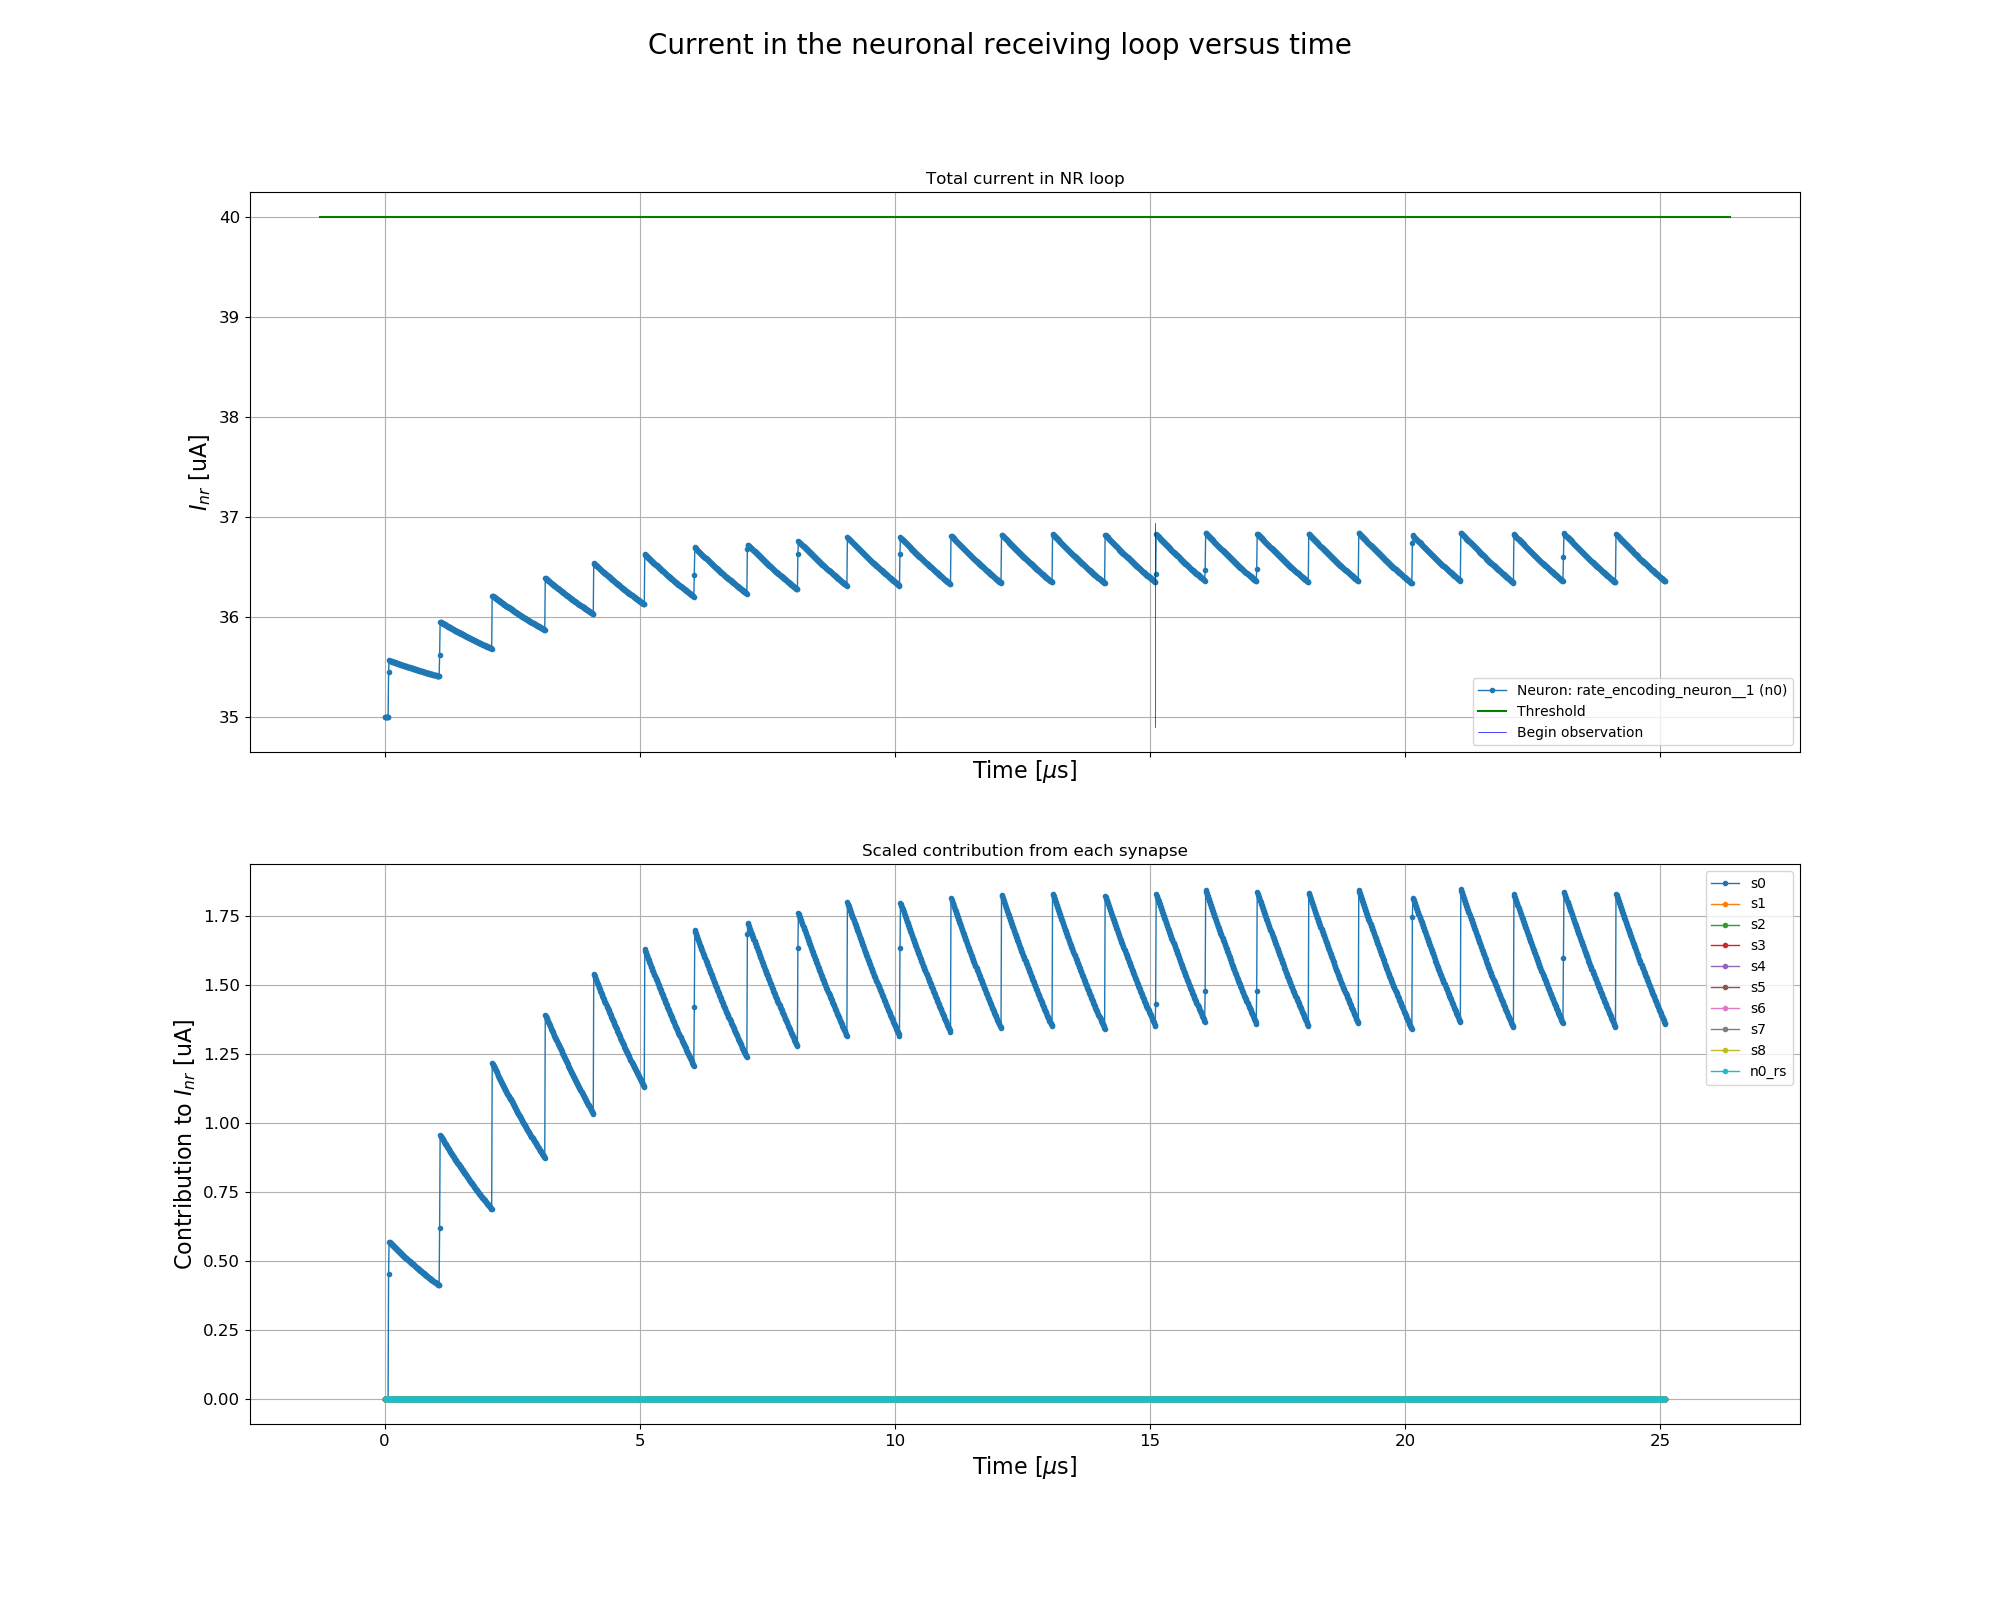 Current in the neuronal receiving loop versus time
Total current in NR loop
40
39
38
37
36
35
I_nr [uA]
Neuron: rate_encoding_neuron__1 (n0)
Threshold
Begin observation
Time [μs]
Scaled contribution from each synapse
1.75
1.50
1.25
1.00
0.75
0.50
0.25
0.00
Contribution to I_nr [uA]
s0
s1
s2
s3
s4
s5
s6
s7
s8
n0_rs
0 5 10 15 20 25
Time [μs]